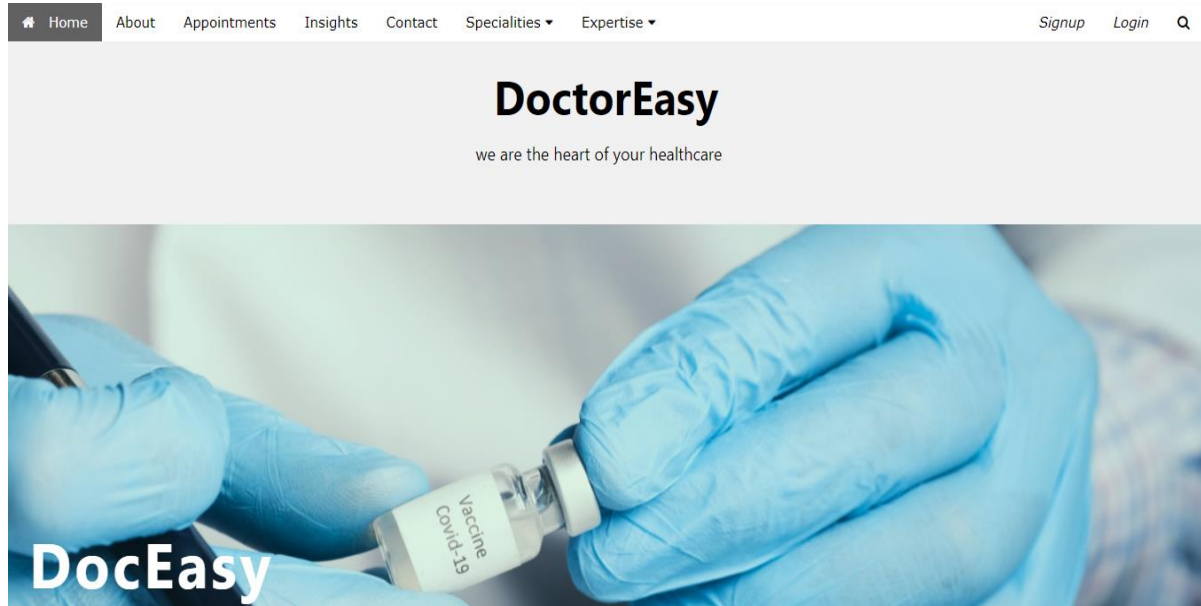 Home About Appointments Insights Contact Specialities Expertise Signup Login
DoctorEasy
we are the heart of your healthcare
Vaccine
Covid-19
DocEasy